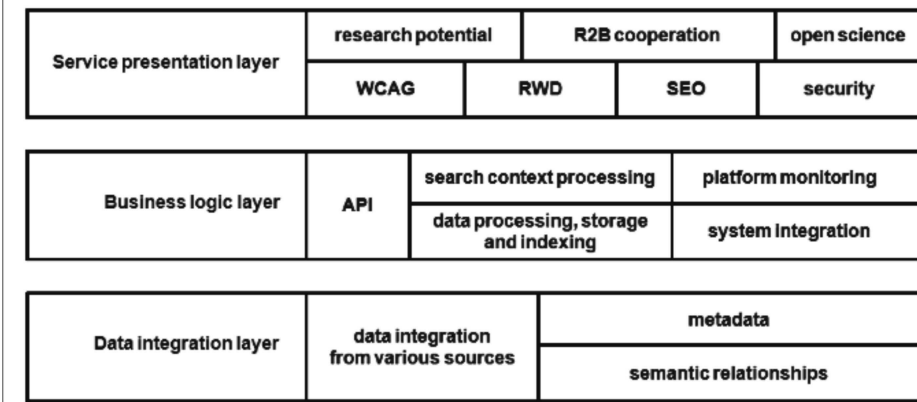 Service presentation layer
research potential
R2B cooperation
open science
WCAG
RWD
SEO
security
Business logic layer
API
search context processing
platform monitoring
data processing, storage
and indexing
system integration
Data integration layer
data integration
from various sources
metadata
semantic relationships